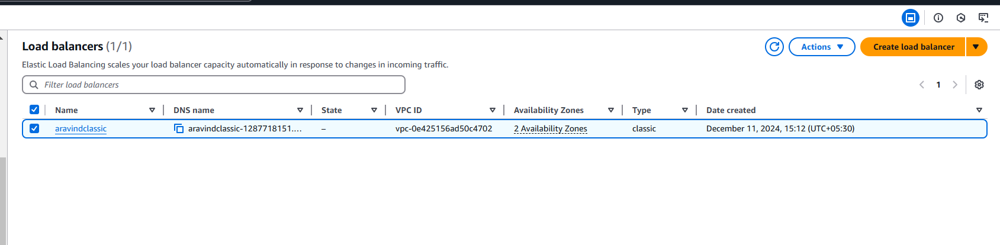 Load balancers (1/1)
Actions
Create load balancer
Elastic Load Balancing scales your load balancer capacity automatically in response to changes in incoming traffic.
Filter load balancers
1
Name DNS name State VPC ID Availability Zones Type Date created
aravindclassic aravindclassic-1287718151.... – vpc-0e425156ad50c4702 2 Availability Zones classic December 11, 2024, 15:12 (UTC+05:30)